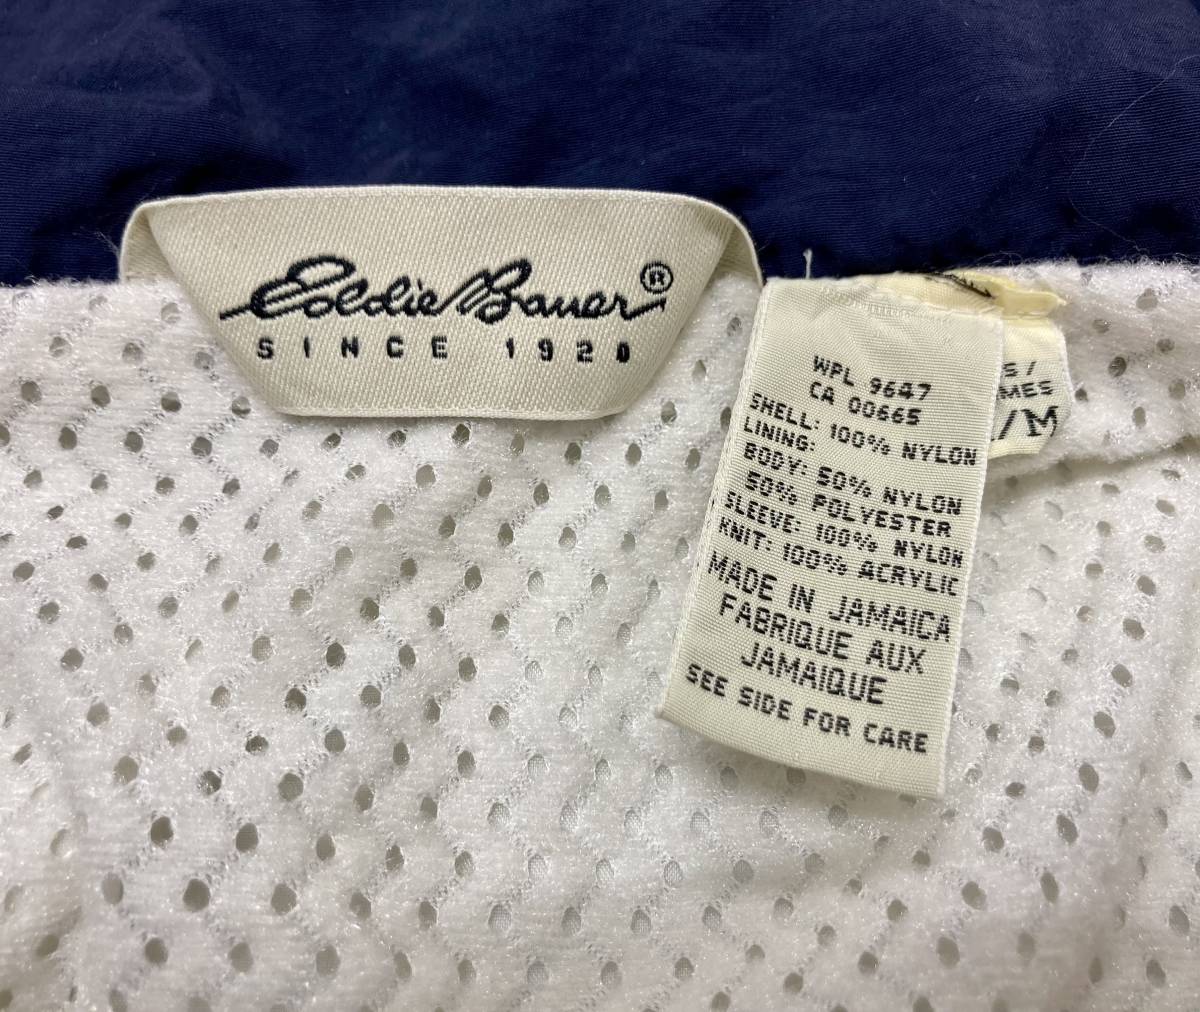 Eddie Bauer®
SINCE 1920
WPL 9647
CA 00665
SHELL: 100% NYLON
LINING:
BODY: 50% NYLON
50% POLYESTER
SLEEVE: 100% NYLON
KNIT: 100% ACRYLIC
MADE IN JAMAICA
FABRIQUE AUX
JAMAIQUE
SEE SIDE FOR CARE
S/
MES
/M